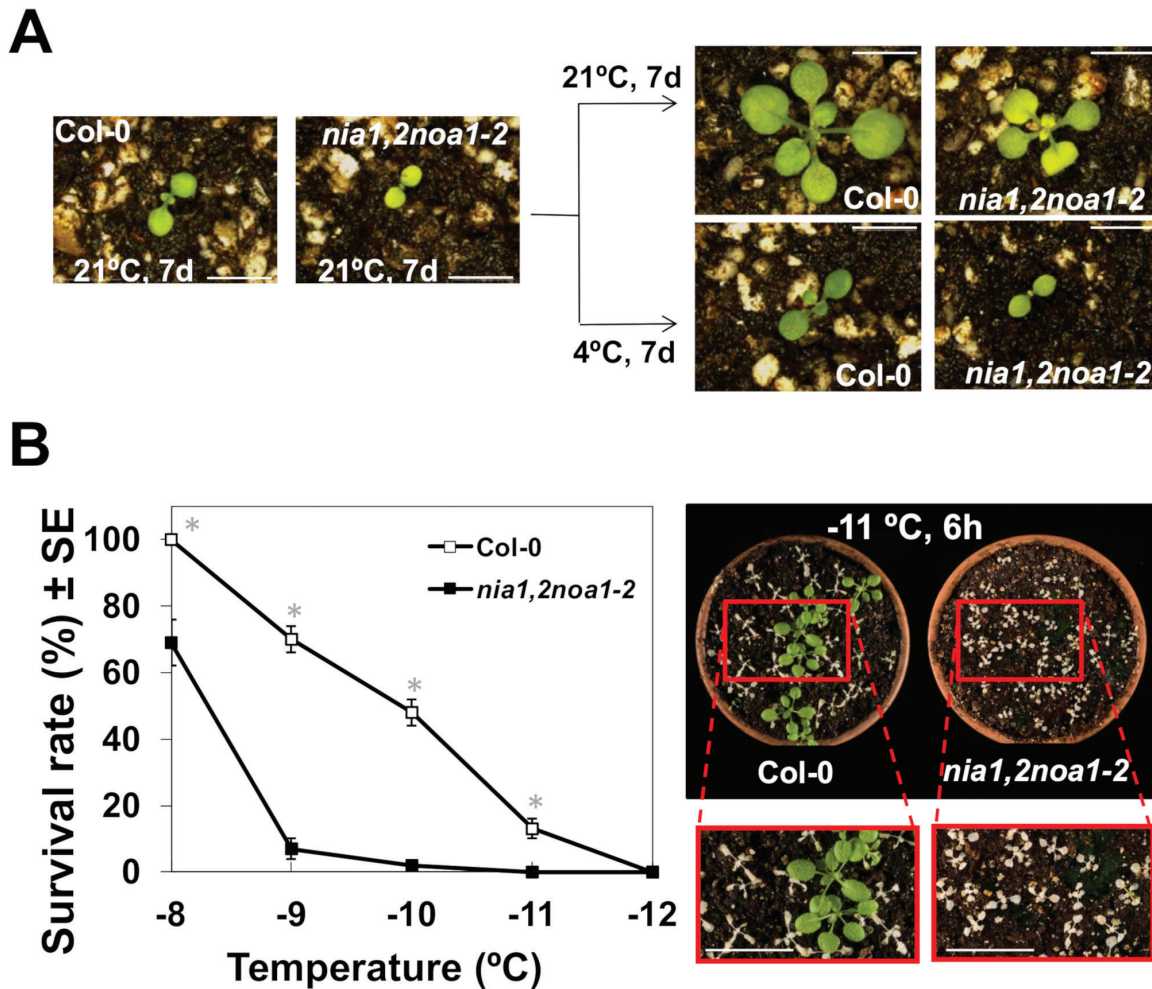 A
Col-0
21ºC, 7d
nia1,2noa1-2
21ºC, 7d
21ºC, 7d
4ºC, 7d
Col-0
nia1,2noa1-2
Col-0
nia1,2noa1-2
B
Survival rate (%) ± SE
100
80
60
40
20
0
-8
-9
-10
-11
-12
Temperature (ºC)
* * * *
Col-0
nia1,2noa1-2
-11 ºC, 6h
Col-0
nia1,2noa1-2